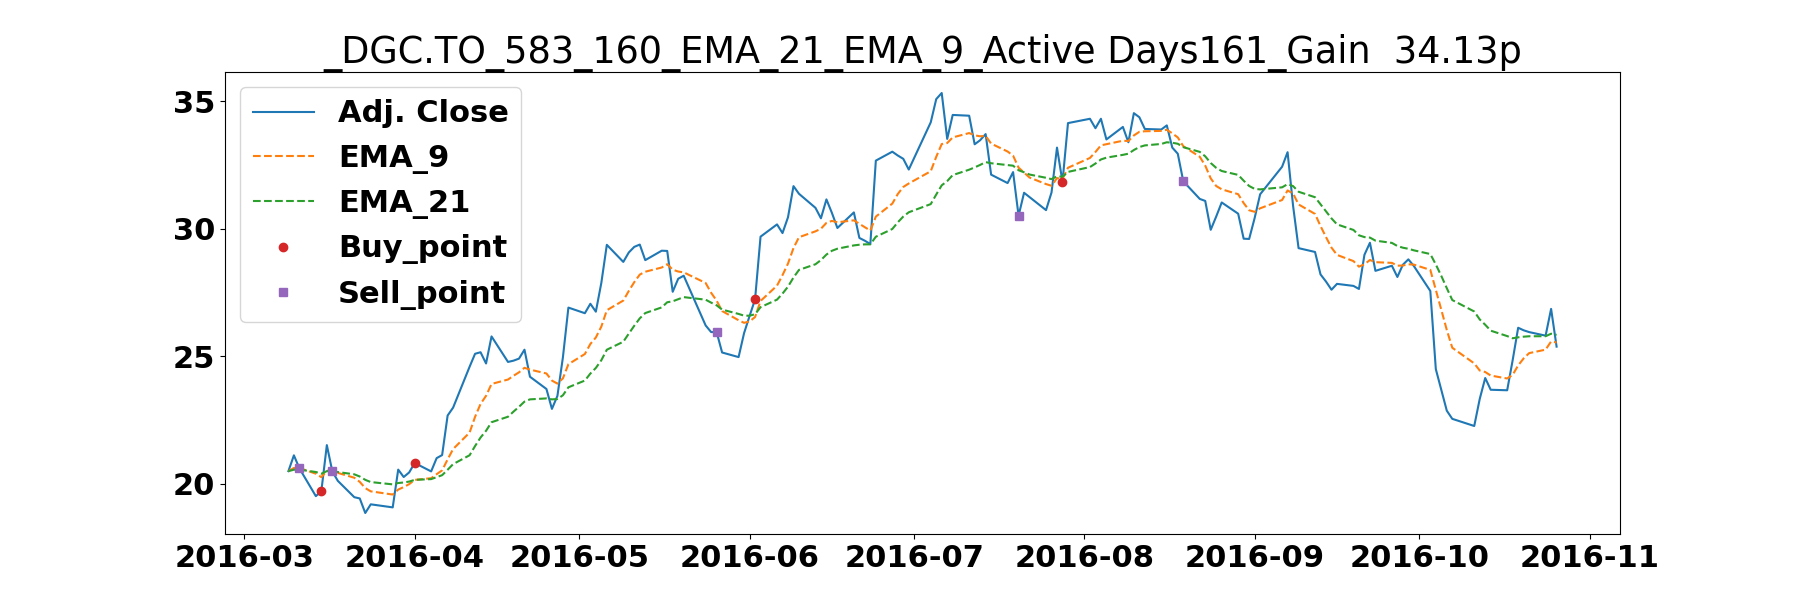 _DGC.TO_583_160_EMA_21_EMA_9_Active Days161_Gain  34.13p
35
30
25
20
Adj. Close
EMA_9
EMA_21
Buy_point
Sell_point
2016-03 2016-04 2016-05 2016-06 2016-07 2016-08 2016-09 2016-10 2016-11